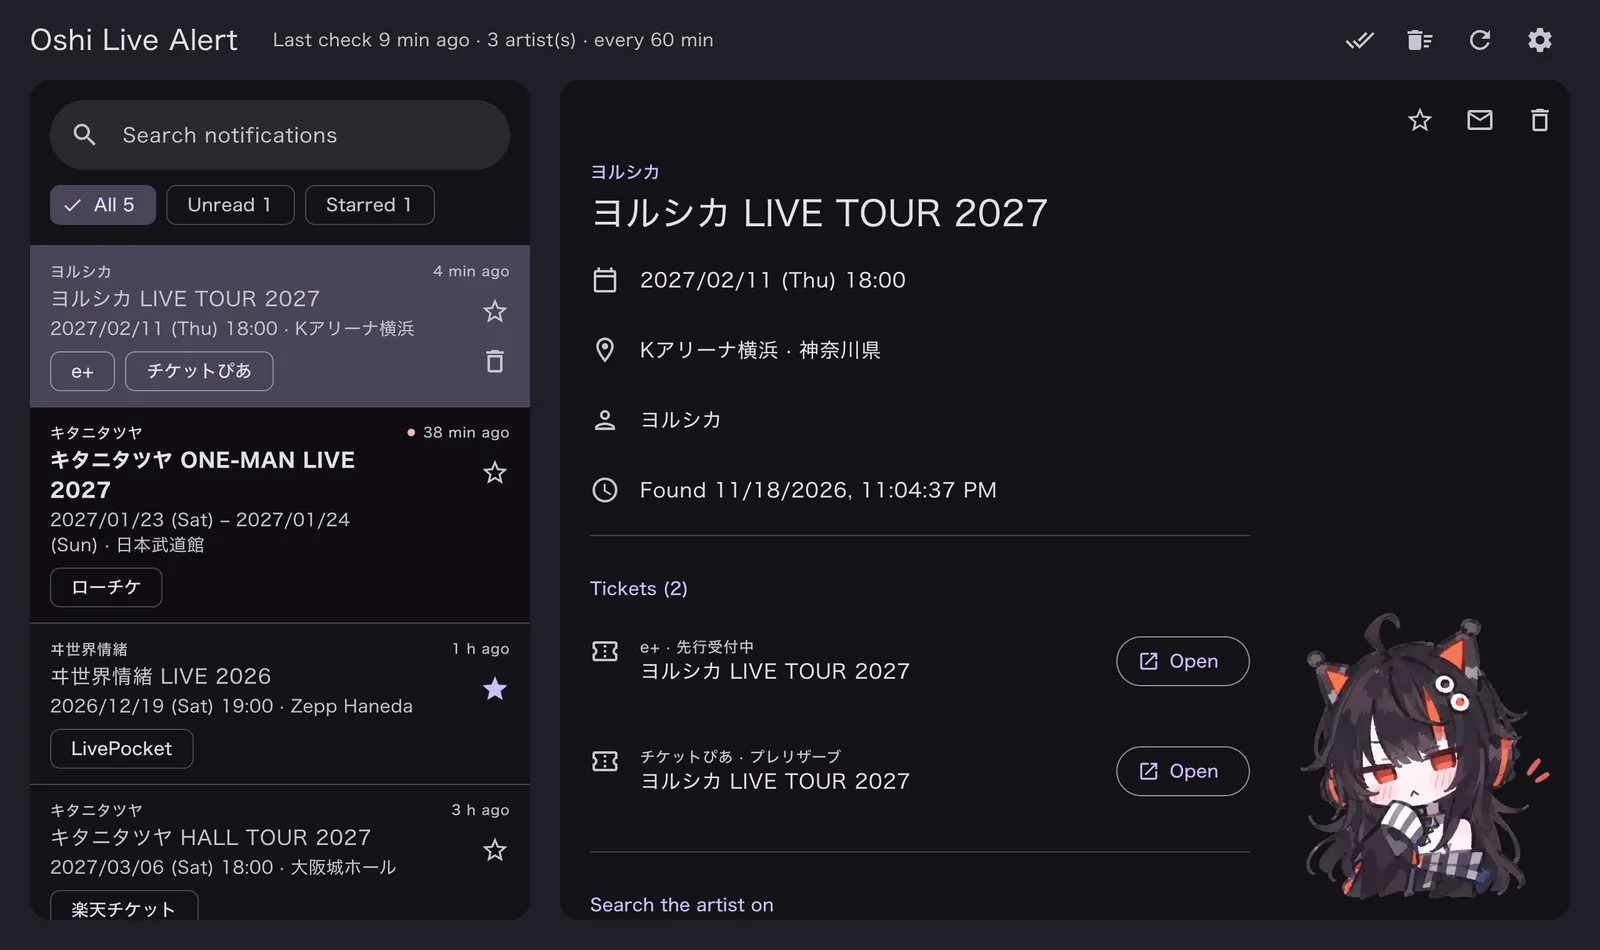 Oshi Live Alert
Last check 9 min ago · 3 artist(s) · every 60 min
Search notifications
All 5
Unread 1
Starred 1
ヨルシカ
4 min ago
ヨルシカ LIVE TOUR 2027
2027/02/11 (Thu) 18:00 · Kアリーナ横浜
e+
チケットぴあ
キタニタツヤ
38 min ago
キタニタツヤ ONE-MAN LIVE
2027
2027/01/23 (Sat) – 2027/01/24
(Sun) · 日本武道館
ローチケ
ヰ世界情緒
1 h ago
ヰ世界情緒 LIVE 2026
2026/12/19 (Sat) 19:00 · Zepp Haneda
LivePocket
キタニタツヤ
3 h ago
キタニタツヤ HALL TOUR 2027
2027/03/06 (Sat) 18:00 · 大阪城ホール
楽天チケット
ヨルシカ
ヨルシカ LIVE TOUR 2027
2027/02/11 (Thu) 18:00
Kアリーナ横浜 · 神奈川県
ヨルシカ
Found 11/18/2026, 11:04:37 PM
Tickets (2)
e+ · 先行受付中
ヨルシカ LIVE TOUR 2027
Open
チケットぴあ · プレリザーブ
ヨルシカ LIVE TOUR 2027
Open
Search the artist on